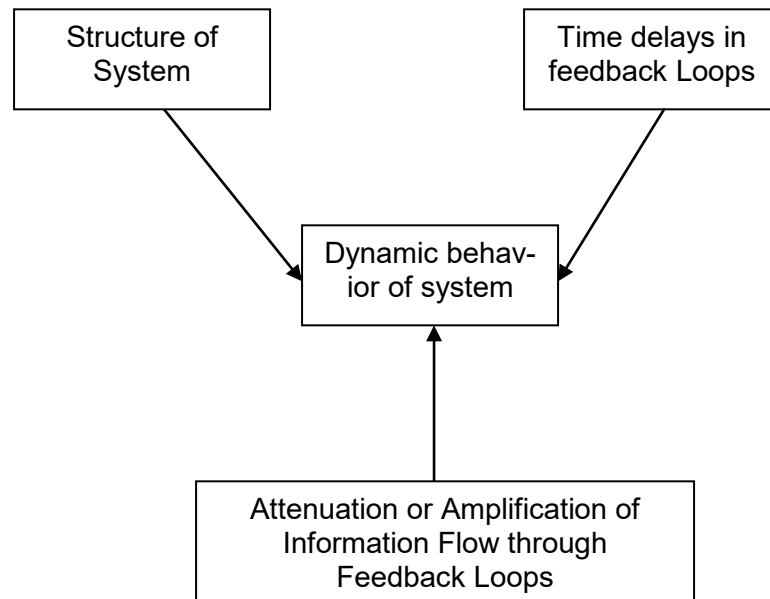 Structure of
System
Time delays in
feedback Loops
Dynamic behav-
ior of system
Attenuation or Amplification of
Information Flow through
Feedback Loops